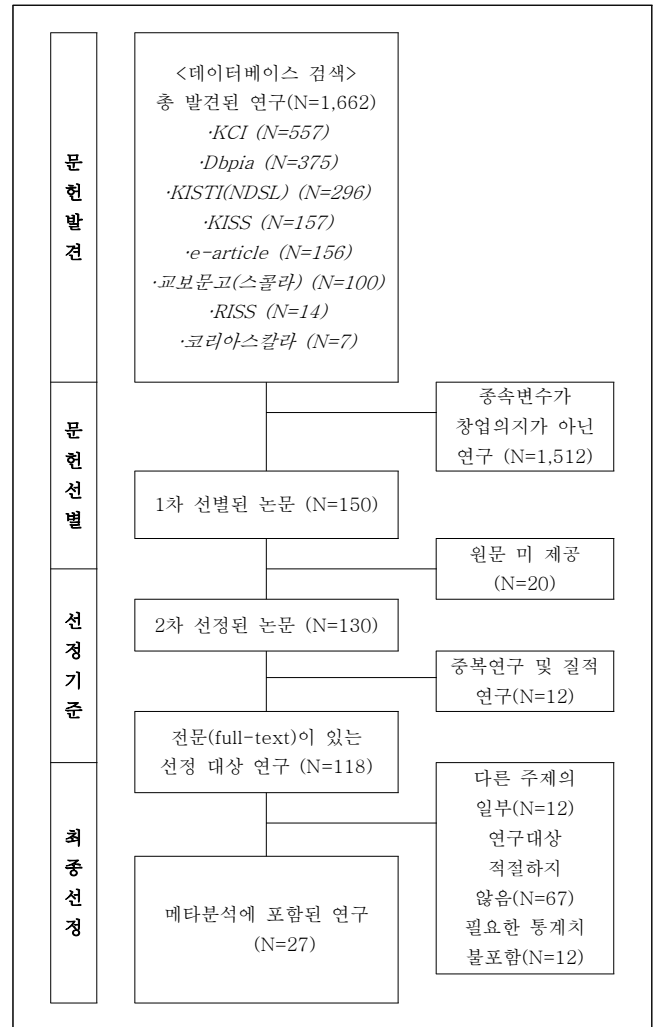 문헌발견
<데이터베이스 검색>
총 발견된 연구(N=1,662)
·KCI (N=557)
·Dbpia (N=375)
·KISTI(NDSL) (N=296)
·KISS (N=157)
·e-article (N=156)
·교보문고(스콜라) (N=100)
·RISS (N=14)
·코리아스칼라 (N=7)
문헌선별
종속변수가
창업의지가 아닌
연구 (N=1,512)
1차 선별된 논문 (N=150)
원문 미 제공
(N=20)
선정기준
2차 선정된 논문 (N=130)
중복연구 및 질적
연구(N=12)
전문(full-text)이 있는
선정 대상 연구 (N=118)
최종선정
다른 주제의
일부(N=12)
연구대상
적절하지
않음(N=67)
필요한 통계치
불포함(N=12)
메타분석에 포함된 연구
(N=27)